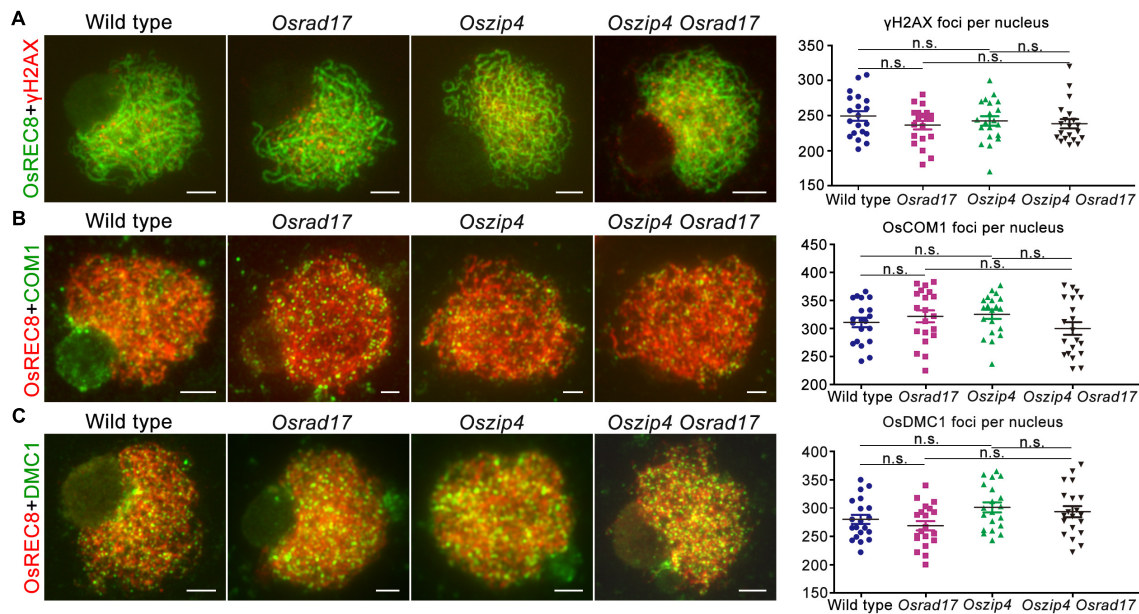 A
Wild type Osrad17 Oszip4 Oszip4 Osrad17
OsREC8+γH2AX
γH2AX foci per nucleus
n.s. n.s.
n.s. n.s.
350
300
250
200
150
Wild type Osrad17 Oszip4 Oszip4 Osrad17
B
Wild type Osrad17 Oszip4 Oszip4 Osrad17
OsREC8+COM1
OsCOM1 foci per nucleus
n.s. n.s.
n.s. n.s.
450
400
350
300
250
200
Wild type Osrad17 Oszip4 Oszip4 Osrad17
C
Wild type Osrad17 Oszip4 Oszip4 Osrad17
OsREC8+DMC1
OsDMC1 foci per nucleus
n.s. n.s.
n.s. n.s.
400
350
300
250
200
150
Wild type Osrad17 Oszip4 Oszip4 Osrad17